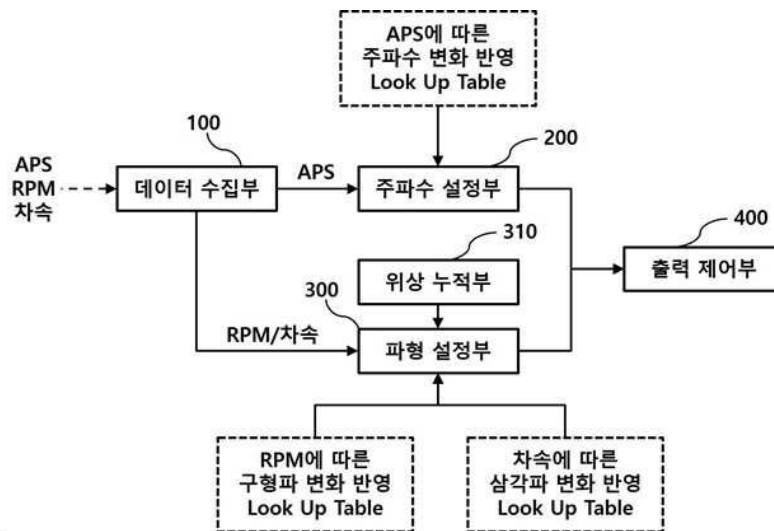 APS에 따른
주파수 변화 반영
Look Up Table
100
200
APS
RPM
차속
데이터 수집부
APS
주파수 설정부
310
400
위상 누적부
출력 제어부
300
RPM/차속
파형 설정부
RPM에 따른
구형파 변화 반영
Look Up Table
차속에 따른
삼각파 변화 반영
Look Up Table